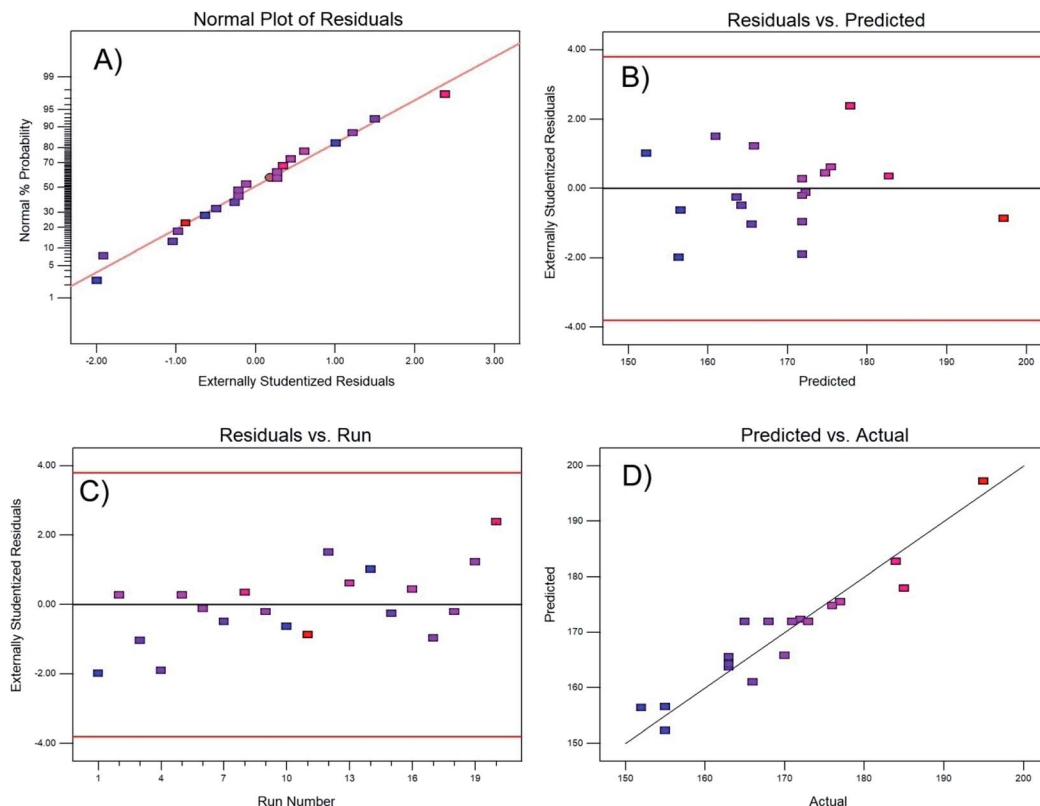 Normal Plot of Residuals
A)
Normal % Probability
99
95
90
80
70
50
30
20
10
5
1
-2.00 -1.00 0.00 1.00 2.00 3.00
Externally Studentized Residuals
Residuals vs. Predicted
B)
Externally Studentized Residuals
4.00
2.00
0.00
-2.00
-4.00
150 160 170 180 190 200
Predicted
Residuals vs. Run
C)
Externally Studentized Residuals
4.00
2.00
0.00
-2.00
-4.00
1 4 7 10 13 16 19
Run Number
Predicted vs. Actual
D)
Predicted
200
190
180
170
160
150
150 160 170 180 190 200
Actual